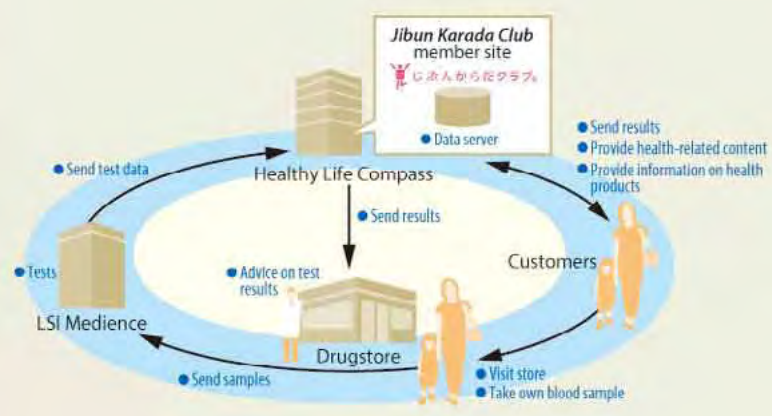 Jibun Karada Club
member site
じぶんからだクラブ。
● Data server
● Send results
● Provide health-related content
● Provide information on health
products
● Send test data
Healthy Life Compass
● Send results
Customers
● Tests
● Advice on test
results
LSI Medience
Drugstore
● Visit store
● Take own blood sample
● Send samples